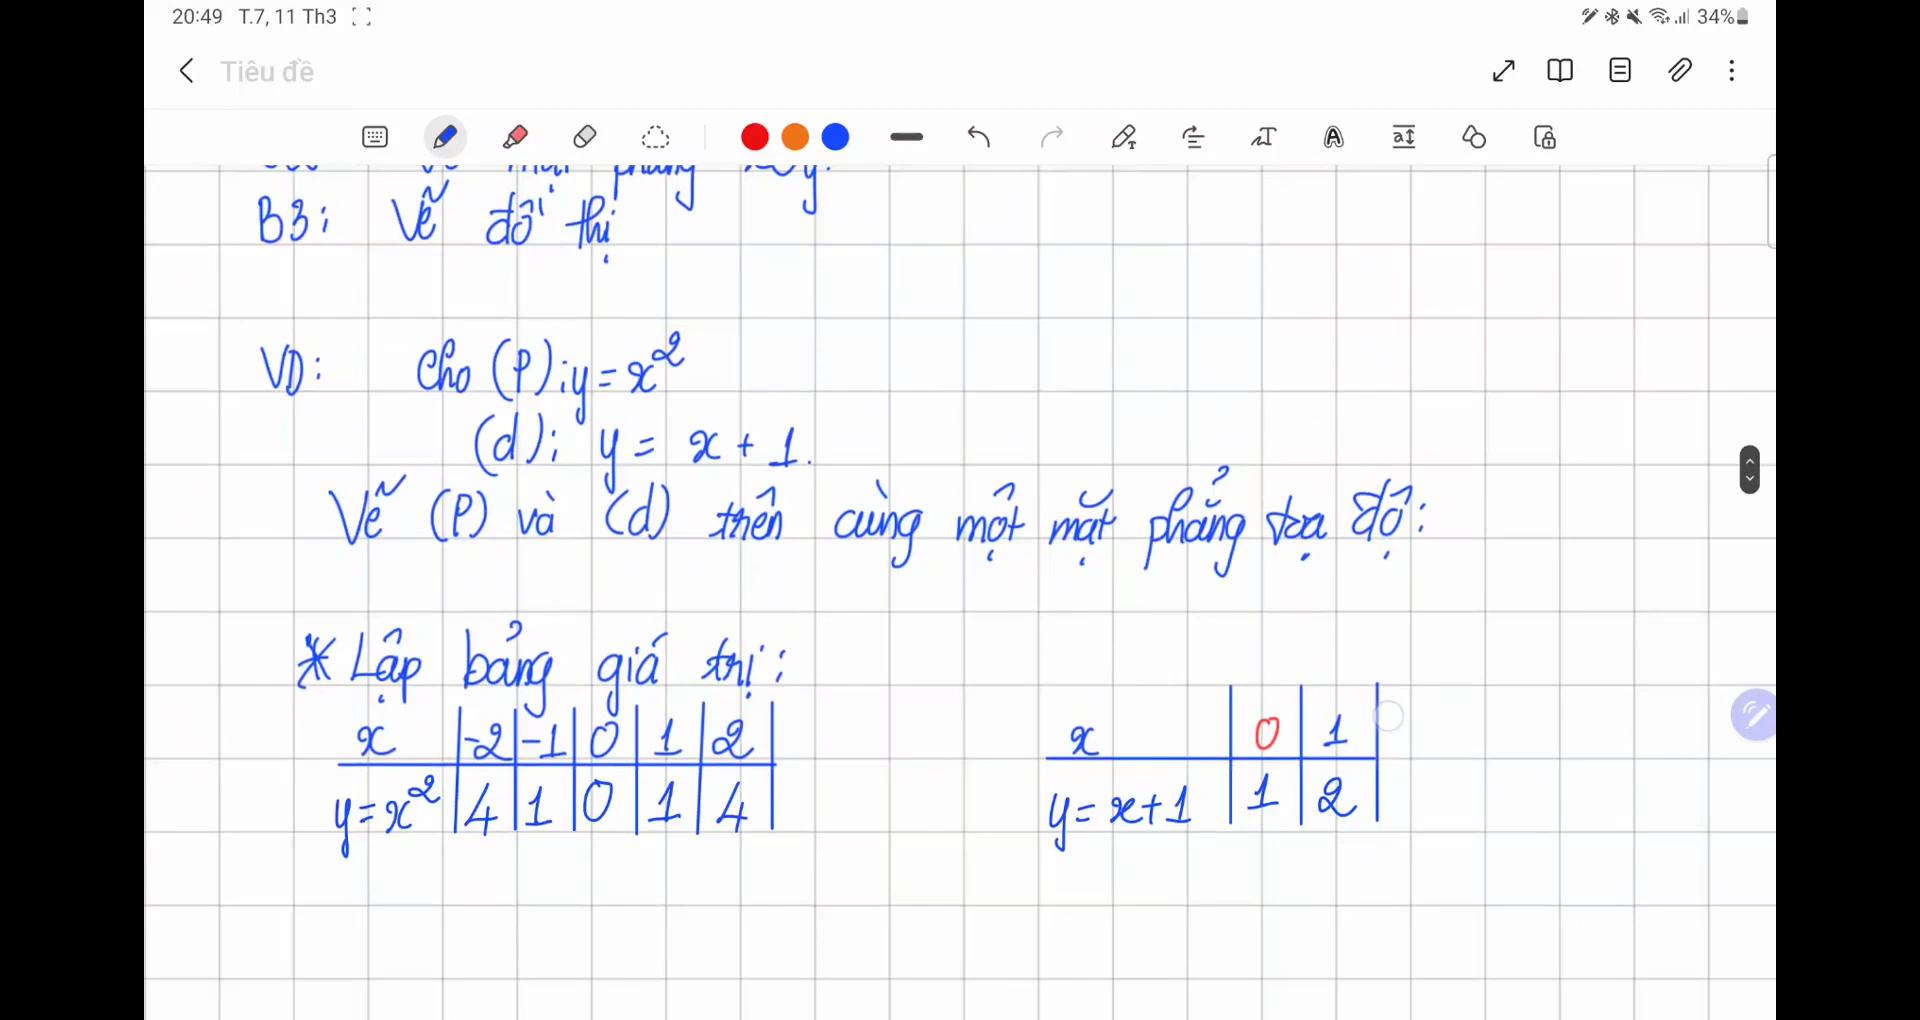 20:49 T.7, 11 Th3 34%
Tiêu đề
phẳng
B3: Vẽ đồ thị
VD: Cho (P): y = x²
(d): y = x + 1.
Vẽ (P) và (d) trên cùng một mặt phẳng tọa độ:
* Lập bảng giá trị:
x -2 -1 0 1 2
y = x² 4 1 0 1 4
x 0 1
y = x+1 1 2